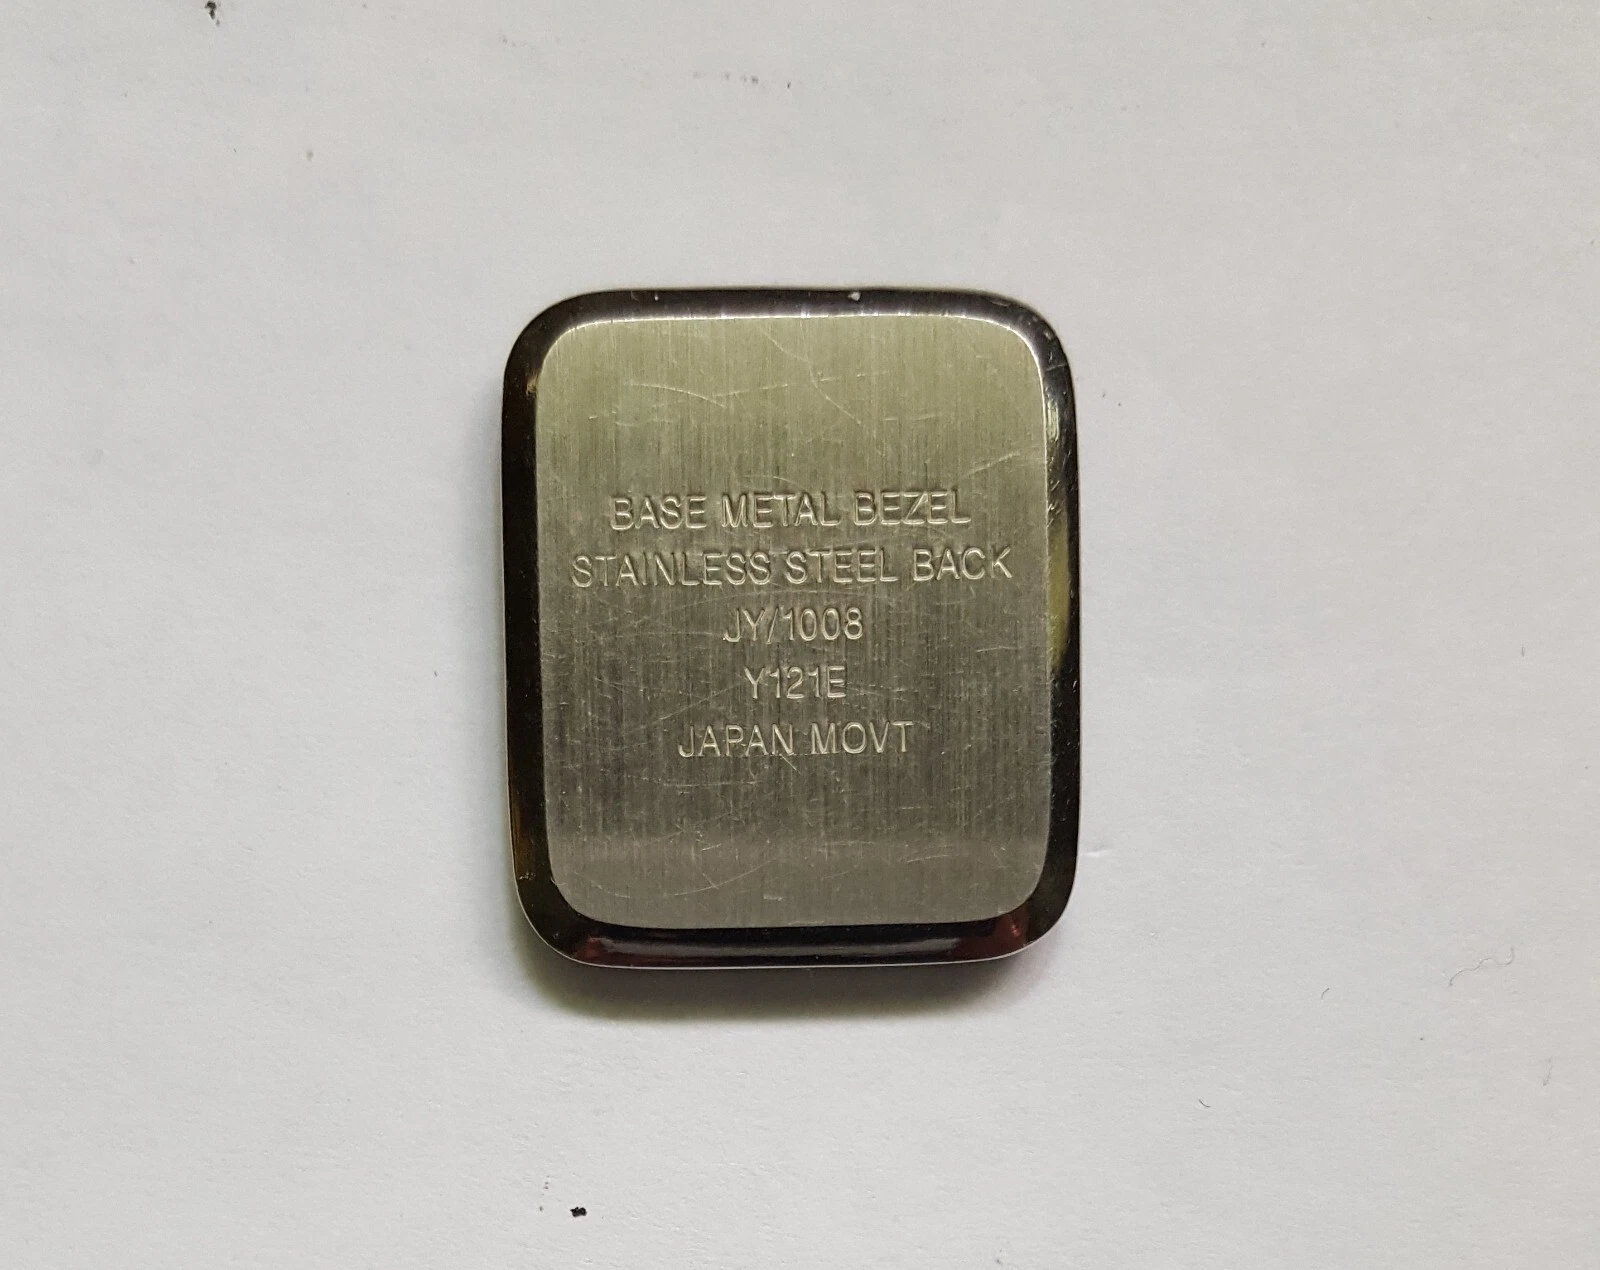 BASE METAL BEZEL
STAINLESS STEEL BACK
JY/1008
Y121E
JAPAN MOVT